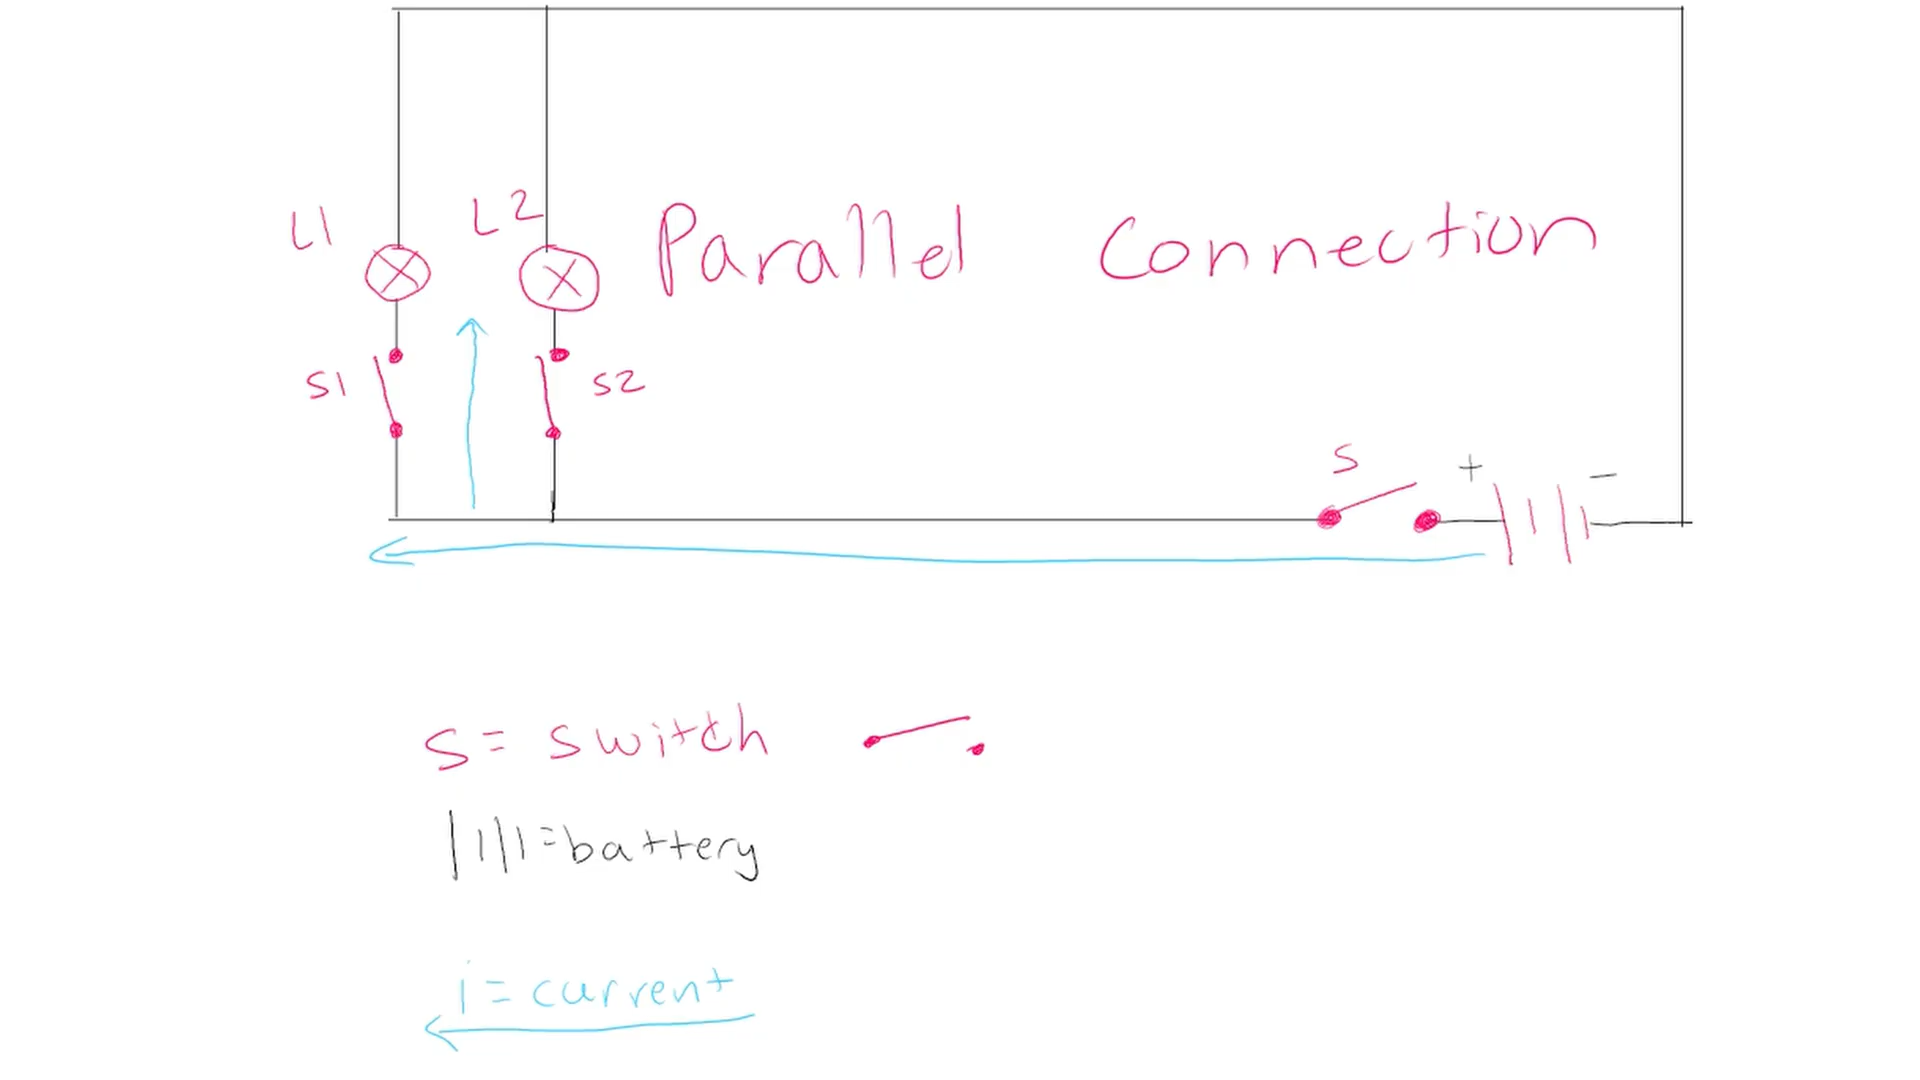 L1
L2
Parallel Connection
S1
S2
S
+
-
S = switch
= battery
i = current